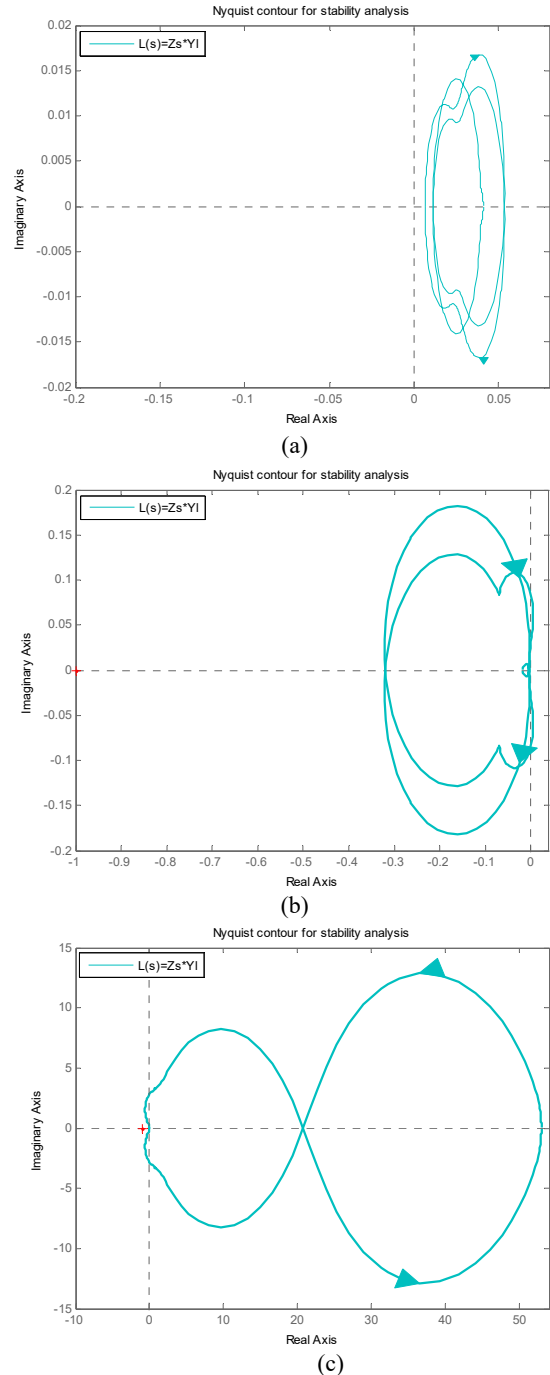 Nyquist contour for stability analysis
L(s)=Zs*Yl
0.02
0.015
0.01
0.005
0
-0.005
-0.01
-0.015
-0.02
Imaginary Axis
-0.2 -0.15 -0.1 -0.05 0 0.05
Real Axis
(a)
Nyquist contour for stability analysis
L(s)=Zs*Yl
0.2
0.15
0.1
0.05
0
-0.05
-0.1
-0.15
-0.2
Imaginary Axis
-1 -0.9 -0.8 -0.7 -0.6 -0.5 -0.4 -0.3 -0.2 -0.1 0
Real Axis
(b)
Nyquist contour for stability analysis
L(s)=Zs*Yl
15
10
5
0
-5
-10
-15
Imaginary Axis
-10 0 10 20 30 40 50
Real Axis
(c)